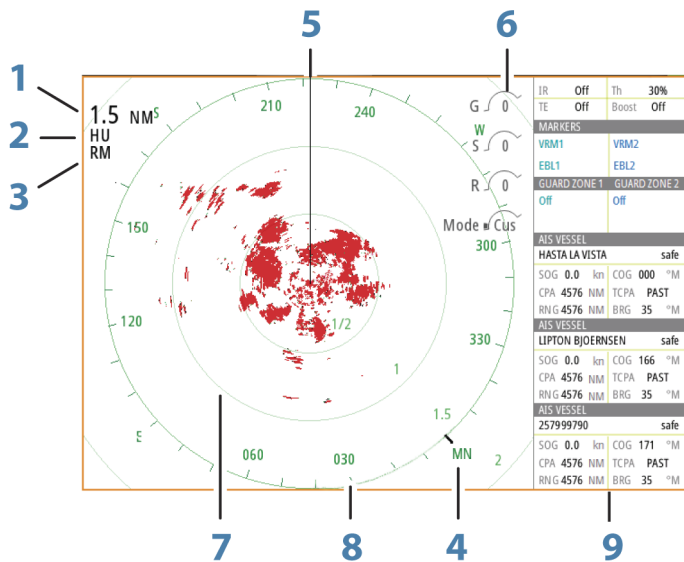 5
6
1
2
3
1.5 NM
HU
RM
S
210
240
W
300
330
MN
030
060
E
120
150
1/2
1
1.5
2
G 0
S 0
R 0
Mode Cus
IR Off Th 30%
TE Off Boost Off
MARKERS
VRM1 VRM2
EBL1 EBL2
GUARD ZONE 1 GUARD ZONE 2
Off Off
AIS VESSEL
HASTA LA VISTA safe
SOG 0.0 kn COG 000 °M
CPA 4576 NM TCPA PAST
RNG 4576 NM BRG 35 °M
AIS VESSEL
LIPTON BJOERNSEN safe
SOG 0.0 kn COG 166 °M
CPA 4576 NM TCPA PAST
RNG 4576 NM BRG 35 °M
AIS VESSEL
257999790 safe
SOG 0.0 kn COG 171 °M
CPA 4576 NM TCPA PAST
RNG 4576 NM BRG 35 °M
7
8
4
9